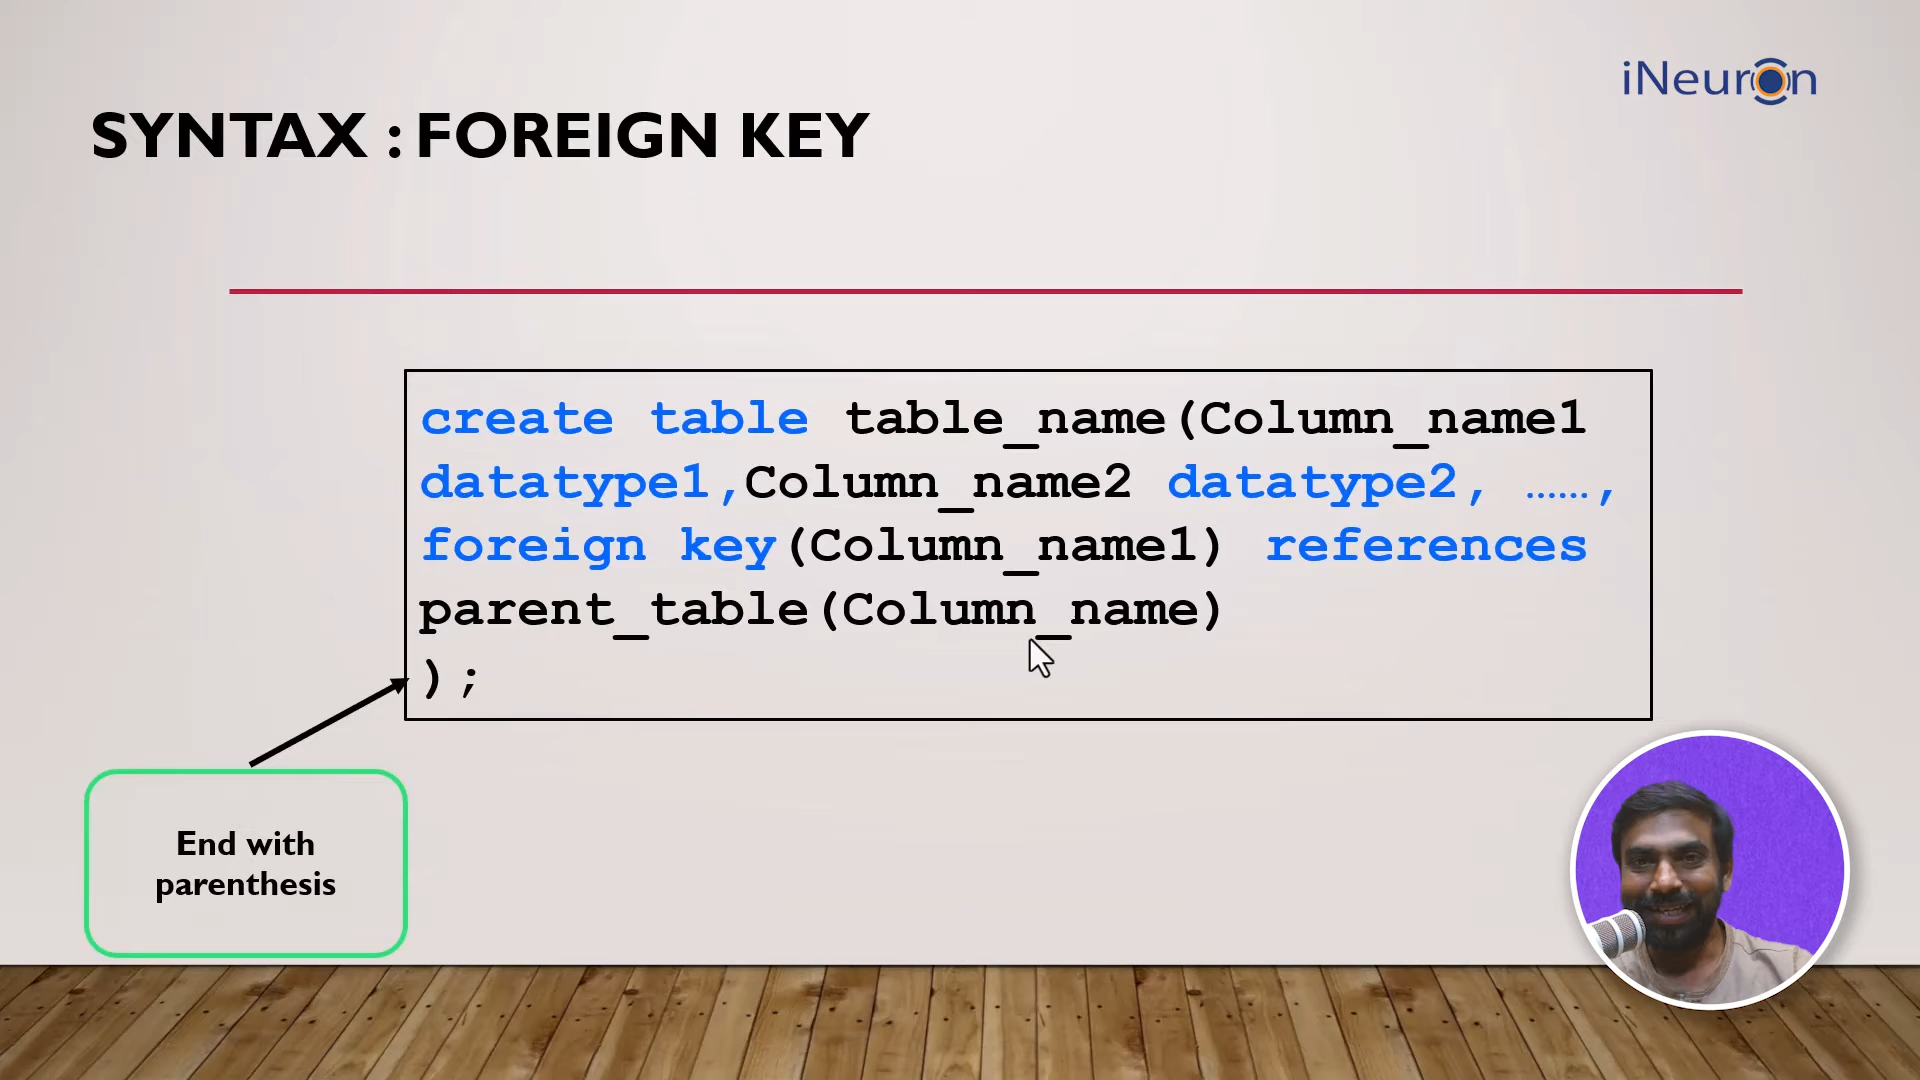 iNeuron
SYNTAX : FOREIGN KEY
create table table_name(Column_name1
datatype1,Column_name2 datatype2, ……,
foreign key(Column_name1) references
parent_table(Column_name)
);
End with
parenthesis